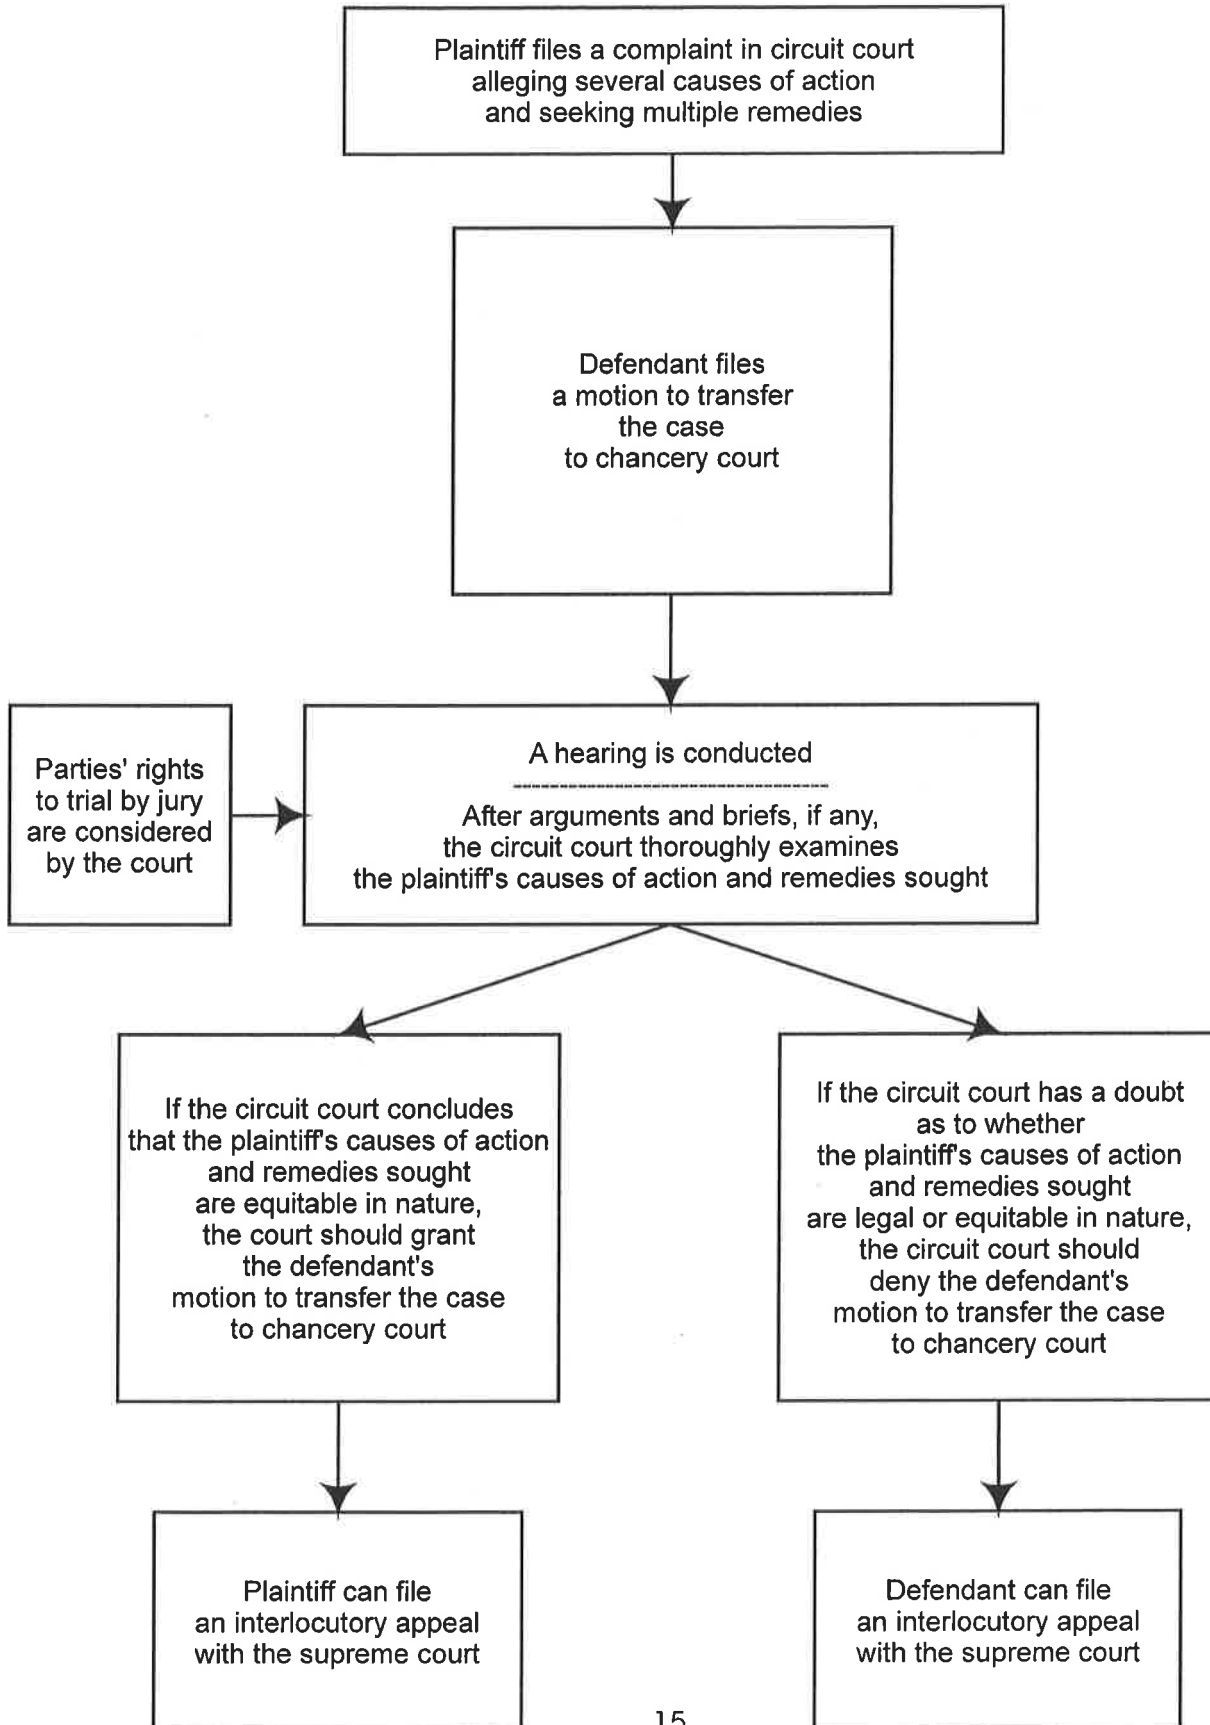 Plaintiff files a complaint in circuit court
alleging several causes of action
and seeking multiple remedies
Defendant files
a motion to transfer
the case
to chancery court
Parties' rights
to trial by jury
are considered
by the court
A hearing is conducted
After arguments and briefs, if any,
the circuit court thoroughly examines
the plaintiff's causes of action and remedies sought
If the circuit court concludes
that the plaintiff's causes of action
and remedies sought
are equitable in nature,
the court should grant
the defendant's
motion to transfer the case
to chancery court
If the circuit court has a doubt
as to whether
the plaintiff's causes of action
and remedies sought
are legal or equitable in nature,
the circuit court should
deny the defendant's
motion to transfer the case
to chancery court
Plaintiff can file
an interlocutory appeal
with the supreme court
Defendant can file
an interlocutory appeal
with the supreme court
15